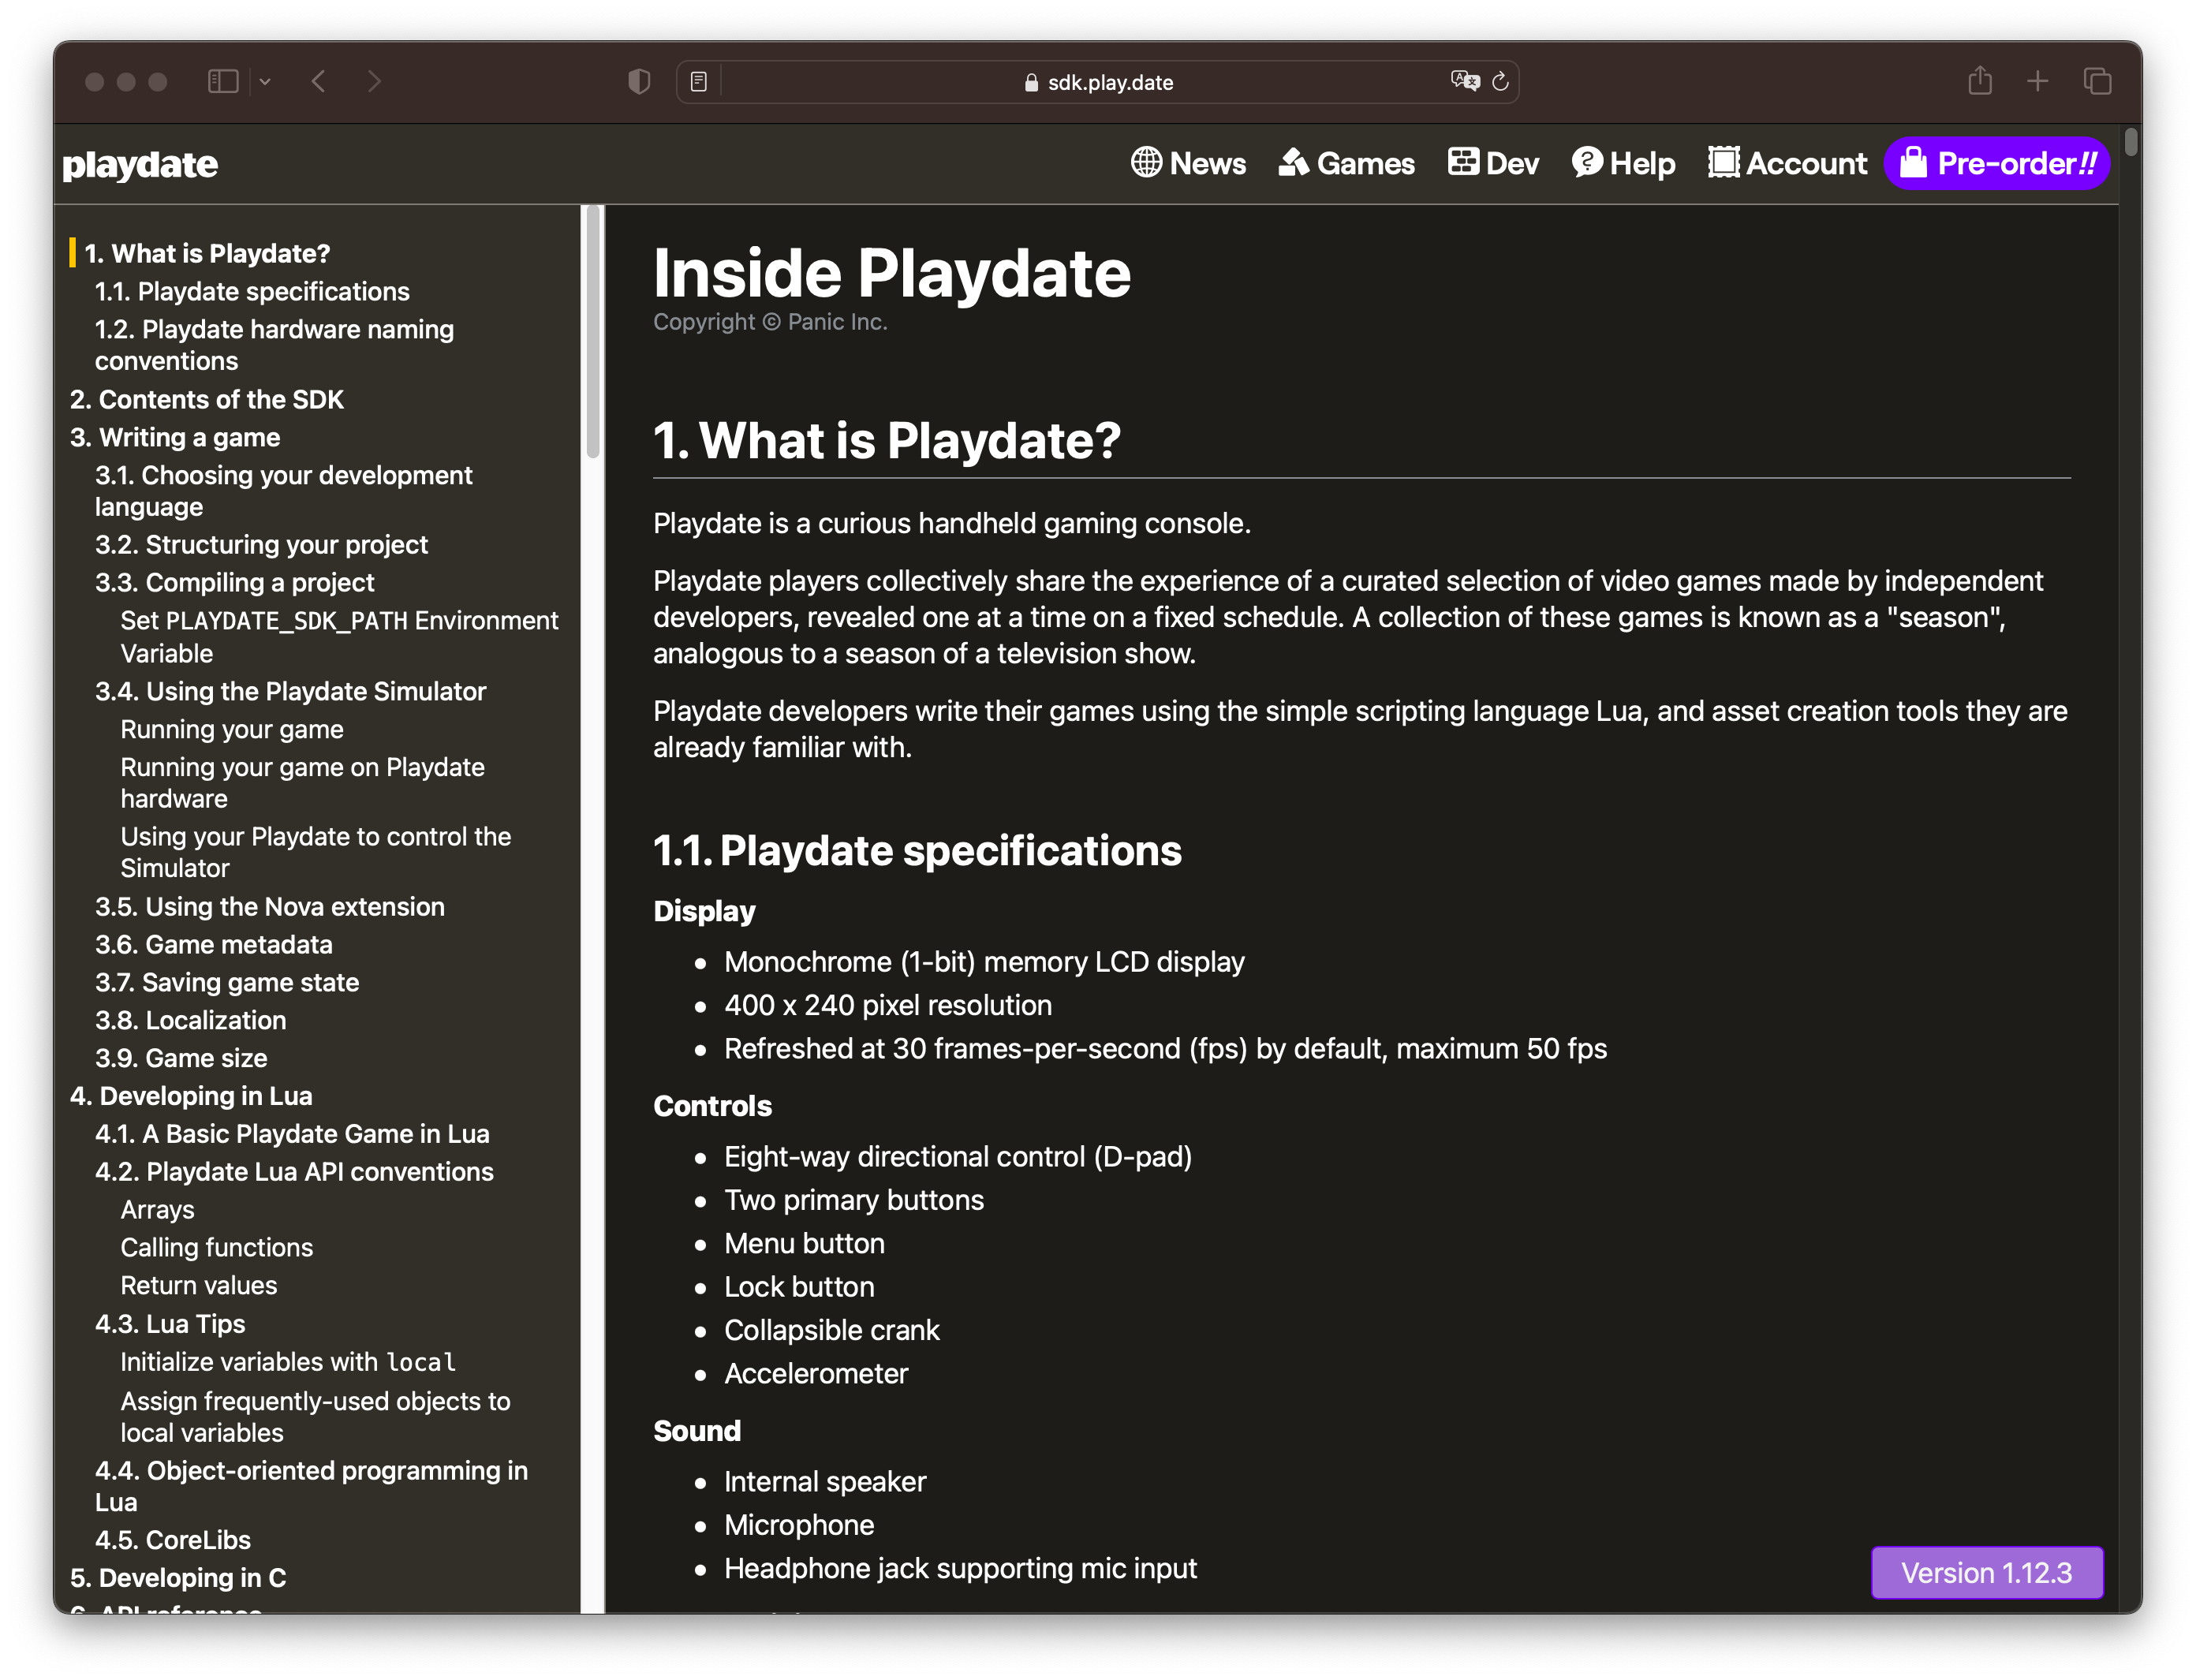 sdk.play.date
playdate
News
Games
Dev
Help
Account
Pre-order!!
1. What is Playdate?
1.1. Playdate specifications
1.2. Playdate hardware naming
conventions
2. Contents of the SDK
3. Writing a game
3.1. Choosing your development
language
3.2. Structuring your project
3.3. Compiling a project
Set PLAYDATE_SDK_PATH Environment
Variable
3.4. Using the Playdate Simulator
Running your game
Running your game on Playdate
hardware
Using your Playdate to control the
Simulator
3.5. Using the Nova extension
3.6. Game metadata
3.7. Saving game state
3.8. Localization
3.9. Game size
4. Developing in Lua
4.1. A Basic Playdate Game in Lua
4.2. Playdate Lua API conventions
Arrays
Calling functions
Return values
4.3. Lua Tips
Initialize variables with local
Assign frequently-used objects to
local variables
4.4. Object-oriented programming in
Lua
4.5. CoreLibs
5. Developing in C
6. API reference
Inside Playdate
Copyright © Panic Inc.
1. What is Playdate?
Playdate is a curious handheld gaming console.
Playdate players collectively share the experience of a curated selection of video games made by independent
developers, revealed one at a time on a fixed schedule. A collection of these games is known as a "season",
analogous to a season of a television show.
Playdate developers write their games using the simple scripting language Lua, and asset creation tools they are
already familiar with.
1.1. Playdate specifications
Display
• Monochrome (1-bit) memory LCD display
• 400 x 240 pixel resolution
• Refreshed at 30 frames-per-second (fps) by default, maximum 50 fps
Controls
• Eight-way directional control (D-pad)
• Two primary buttons
• Menu button
• Lock button
• Collapsible crank
• Accelerometer
Sound
• Internal speaker
• Microphone
• Headphone jack supporting mic input
Version 1.12.3